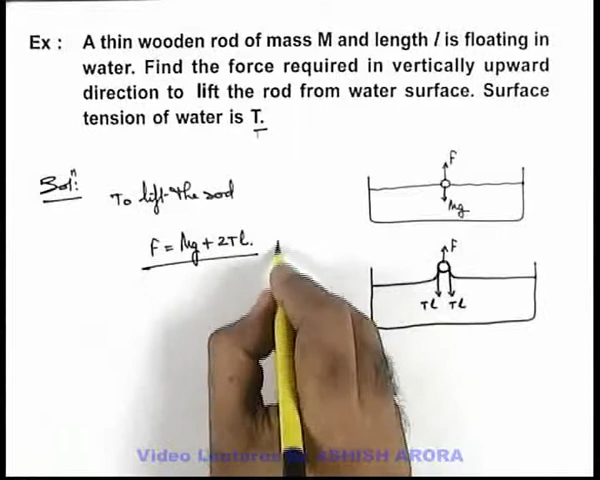 Ex : A thin wooden rod of mass M and length l is floating in
water. Find the force required in vertically upward
direction to lift the rod from water surface. Surface
tension of water is T.
Solⁿ:
To lift the rod
F = Mg + 2Tl.
F
Mg
F
Tl Tl
Video Lectures by ASHISH ARORA